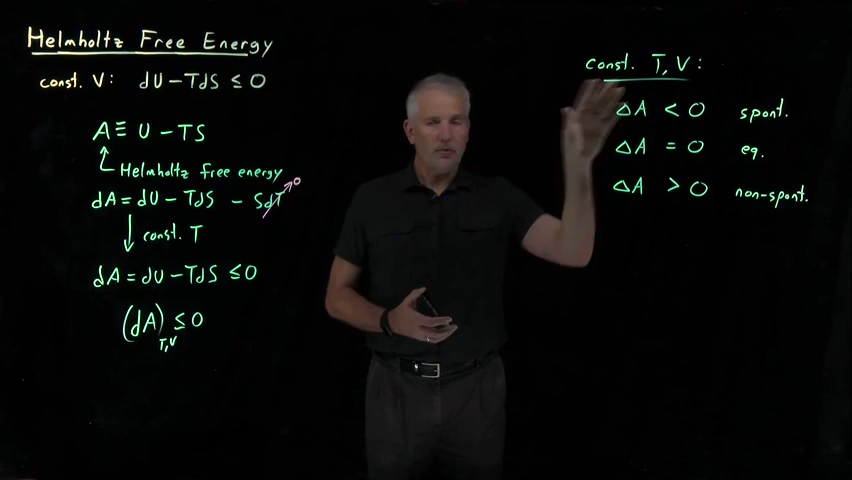 Helmholtz Free Energy
const. V: dU – TdS ≤ 0
A ≡ U – TS
Helmholtz free energy
dA = dU – TdS – SdT 0
const. T
dA = dU – TdS ≤ 0
(dA)T,V ≤ 0
const. T, V:
ΔA < 0 spont.
ΔA = 0 eq.
ΔA > 0 non-spont.